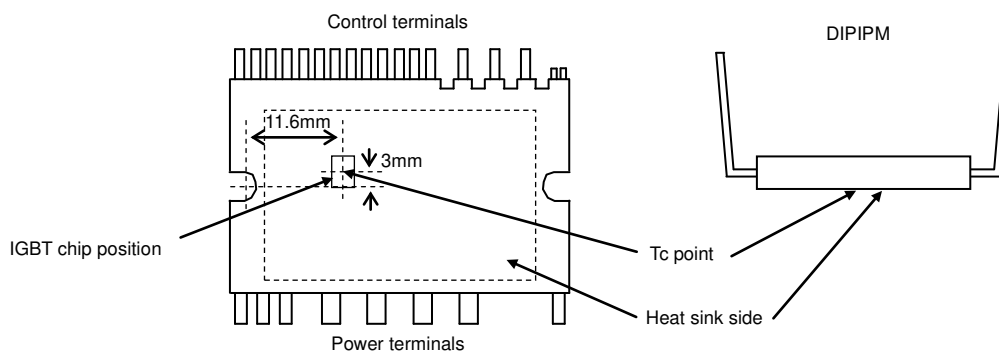 Control terminals
DIPIPM
11.6mm
3mm
IGBT chip position
Tc point
Heat sink side
Power terminals